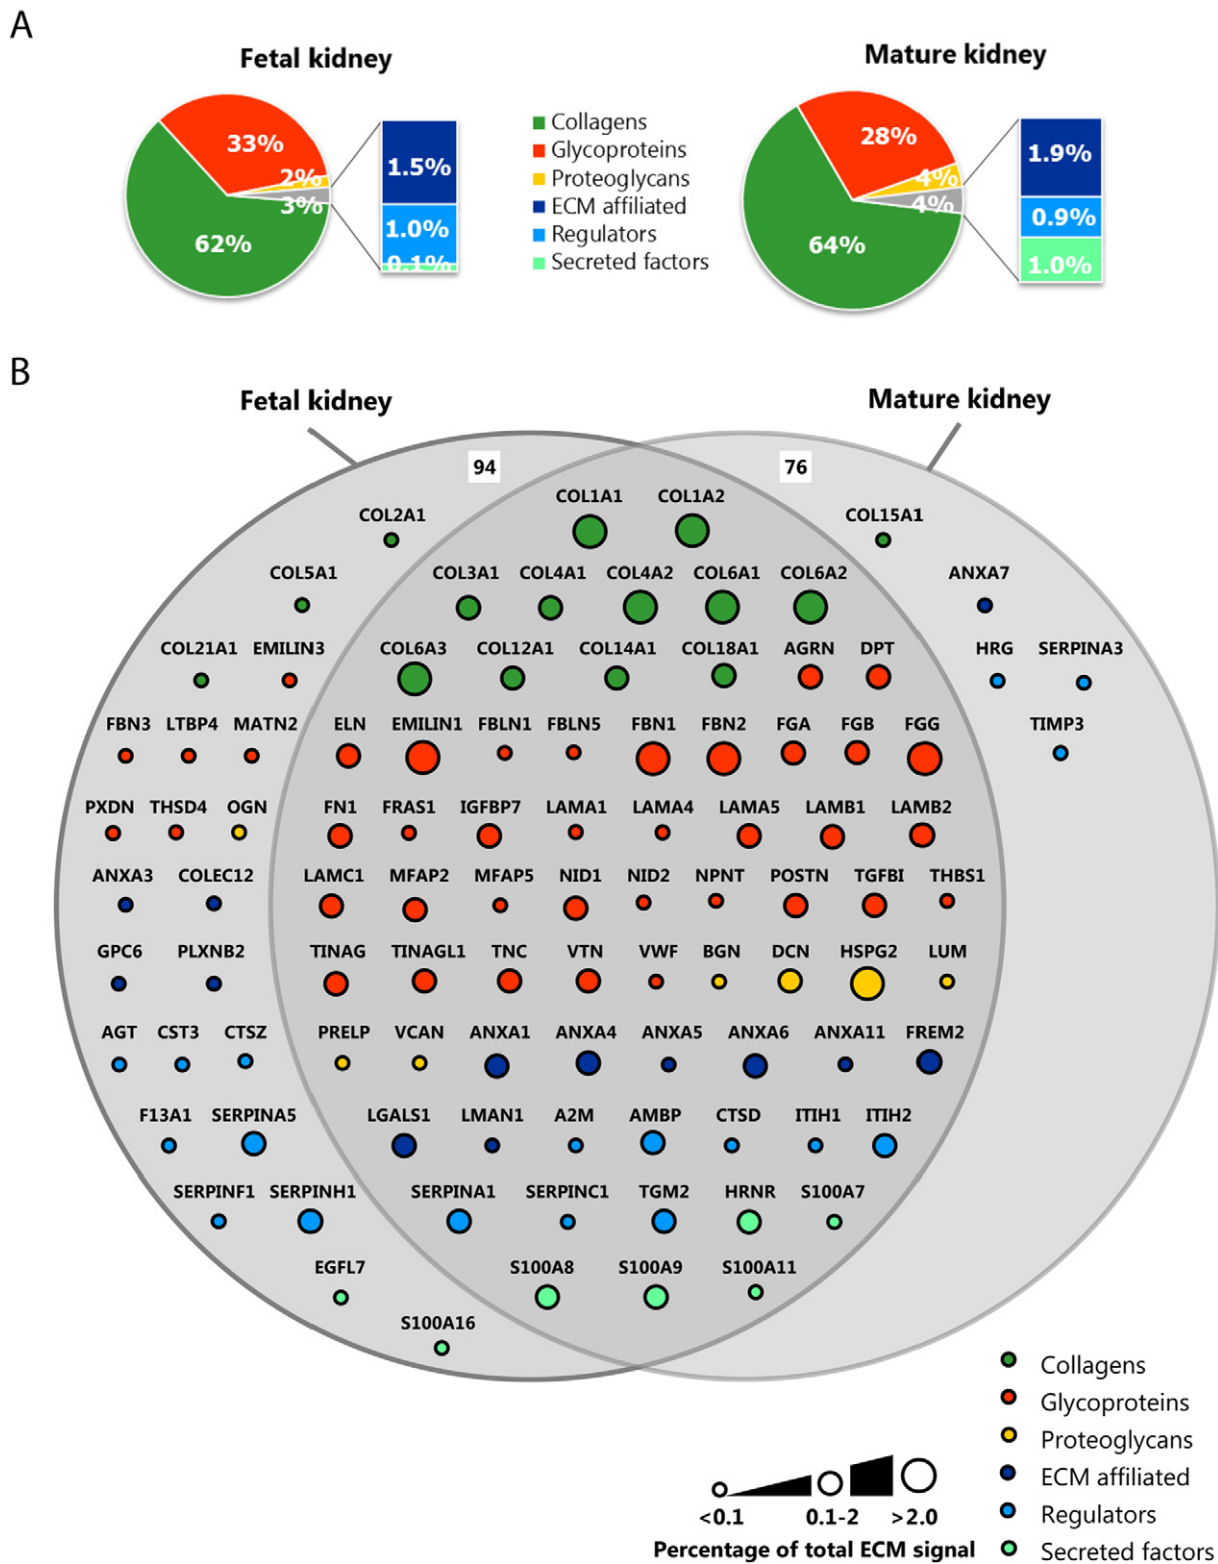 A
Fetal kidney
Mature kidney
33%
2%
3%
62%
1.5%
1.0%
0.1%
Collagens
Glycoproteins
Proteoglycans
ECM affiliated
Regulators
Secreted factors
28%
4%
4%
64%
1.9%
0.9%
1.0%
B
Fetal kidney
Mature kidney
94
76
COL1A1 COL1A2
COL2A1 COL15A1
COL5A1 COL3A1 COL4A1 COL4A2 COL6A1 COL6A2 ANXA7
COL21A1 EMILIN3 COL6A3 COL12A1 COL14A1 COL18A1 AGRN DPT HRG SERPINA3
FBN3 LTBP4 MATN2 ELN EMILIN1 FBLN1 FBLN5 FBN1 FBN2 FGA FGB FGG TIMP3
PXDN THSD4 OGN FN1 FRAS1 IGFBP7 LAMA1 LAMA4 LAMA5 LAMB1 LAMB2
ANXA3 COLEC12 LAMC1 MFAP2 MFAP5 NID1 NID2 NPNT POSTN TGFBI THBS1
GPC6 PLXNB2 TINAG TINAGL1 TNC VTN VWF BGN DCN HSPG2 LUM
AGT CST3 CTSZ PRELP VCAN ANXA1 ANXA4 ANXA5 ANXA6 ANXA11 FREM2
F13A1 SERPINA5 LGALS1 LMAN1 A2M AMBP CTSD ITIH1 ITIH2
SERPINF1 SERPINH1 SERPINA1 SERPINC1 TGM2 HRNR S100A7
EGFL7 S100A8 S100A9 S100A11
S100A16
Collagens
Glycoproteins
Proteoglycans
ECM affiliated
Regulators
Secreted factors
<0.1 0.1-2 >2.0
Percentage of total ECM signal